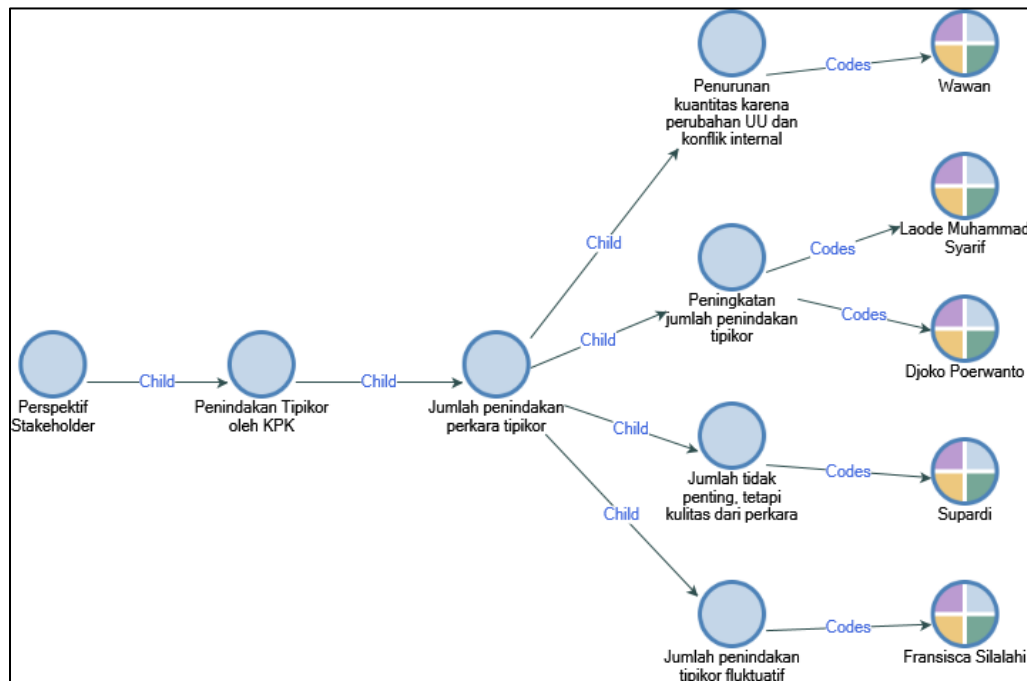 Penurunan
kuantitas karena
perubahan UU dan
konflik internal
Codes
Wawan
Child
Peningkatan
jumlah penindakan
tipikor
Codes
Laode Muhammad
Syarif
Codes
Djoko Poerwanto
Child
Perspektif
Stakeholder
Child
Penindakan Tipikor
oleh KPK
Child
Jumlah penindakan
perkara tipikor
Child
Jumlah tidak
penting, tetapi
kulitas dari perkara
Codes
Supardi
Child
Jumlah penindakan
tipikor fluktuatif
Codes
Fransisca Silalahi